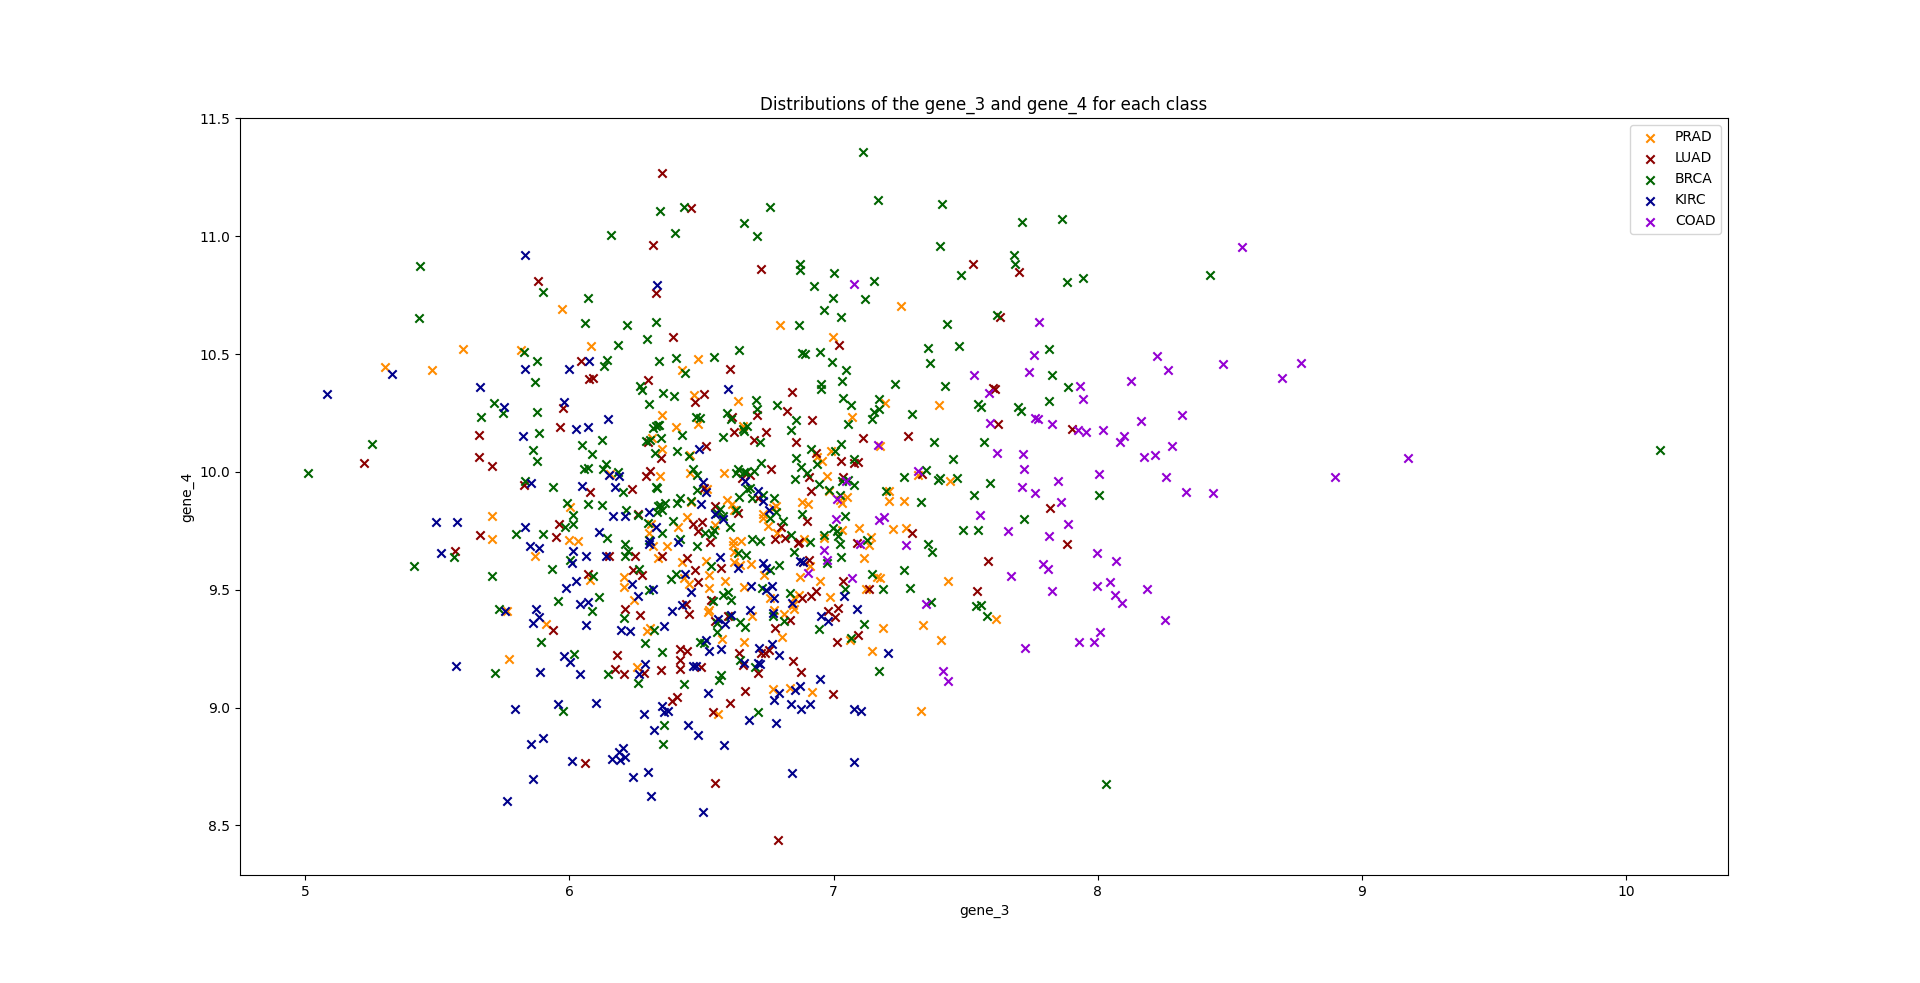 Distributions of the gene_3 and gene_4 for each class
PRAD
LUAD
BRCA
KIRC
COAD
11.5
11.0
10.5
10.0
9.5
9.0
8.5
gene_4
5 6 7 8 9 10
gene_3